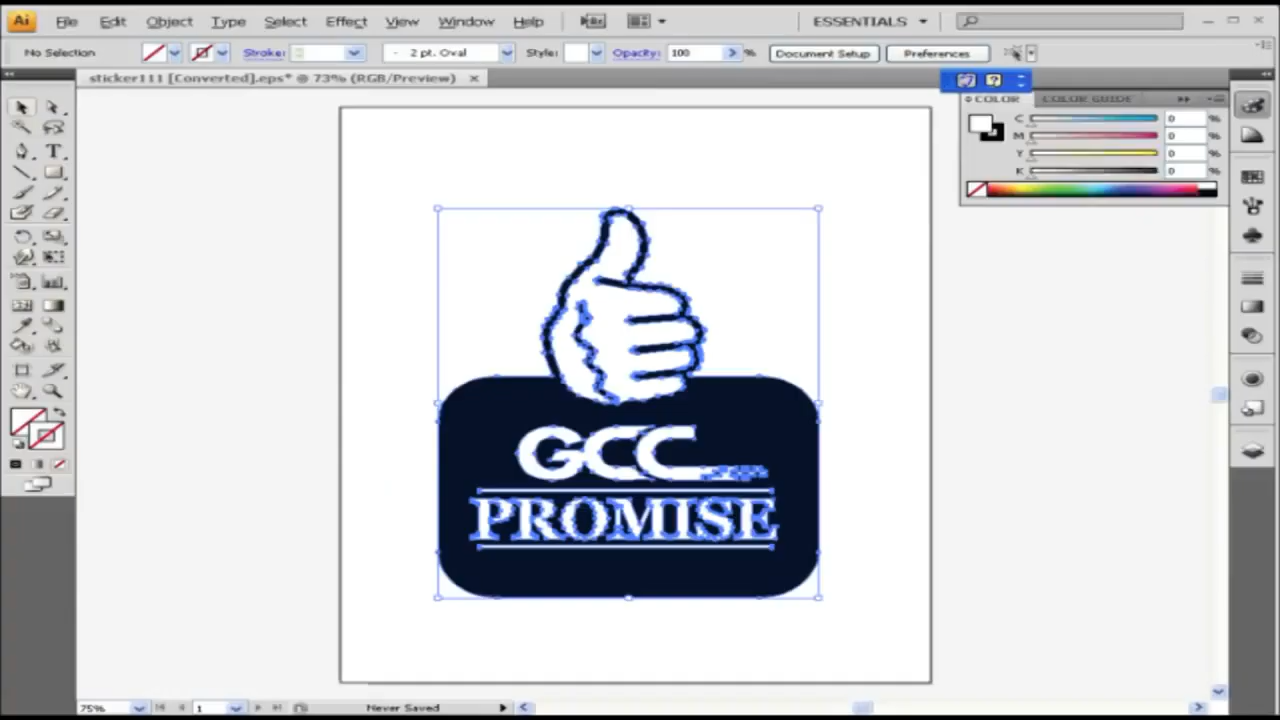 Ai File Edit Object Type Select Effect View Window Help Br ESSENTIALS
No Selection Stroke: 2 pt. Oval Style: Opacity: 100 % Document Setup Preferences
sticker111 [Converted].eps* @ 73% (RGB/Preview) ×
COLOR COLOR GUIDE
C 0 %
M 0 %
Y 0 %
K 0 %
GCC
PROMISE
75% 1 Never Saved